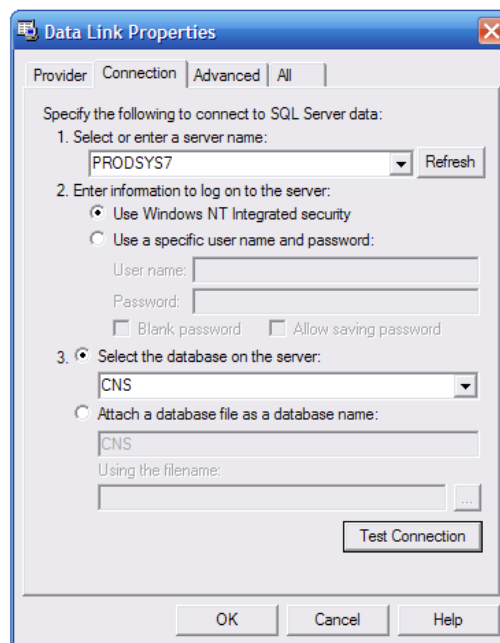 Data Link Properties
Provider Connection Advanced All
Specify the following to connect to SQL Server data:
1. Select or enter a server name:
PRODSYS7 Refresh
2. Enter information to log on to the server:
Use Windows NT Integrated security
Use a specific user name and password:
User name:
Password:
Blank password Allow saving password
3. Select the database on the server:
CNS
Attach a database file as a database name:
CNS
Using the filename:
...
Test Connection
OK Cancel Help